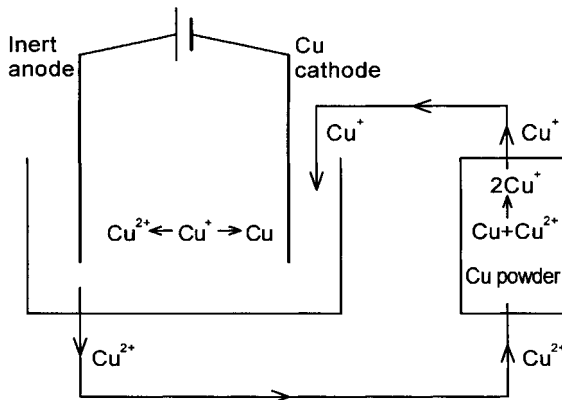 Inert
anode
Cu
cathode
Cu⁺
Cu⁺
2Cu⁺
Cu²⁺ ← Cu⁺ → Cu
Cu+Cu²⁺
Cu powder
Cu²⁺
Cu²⁺